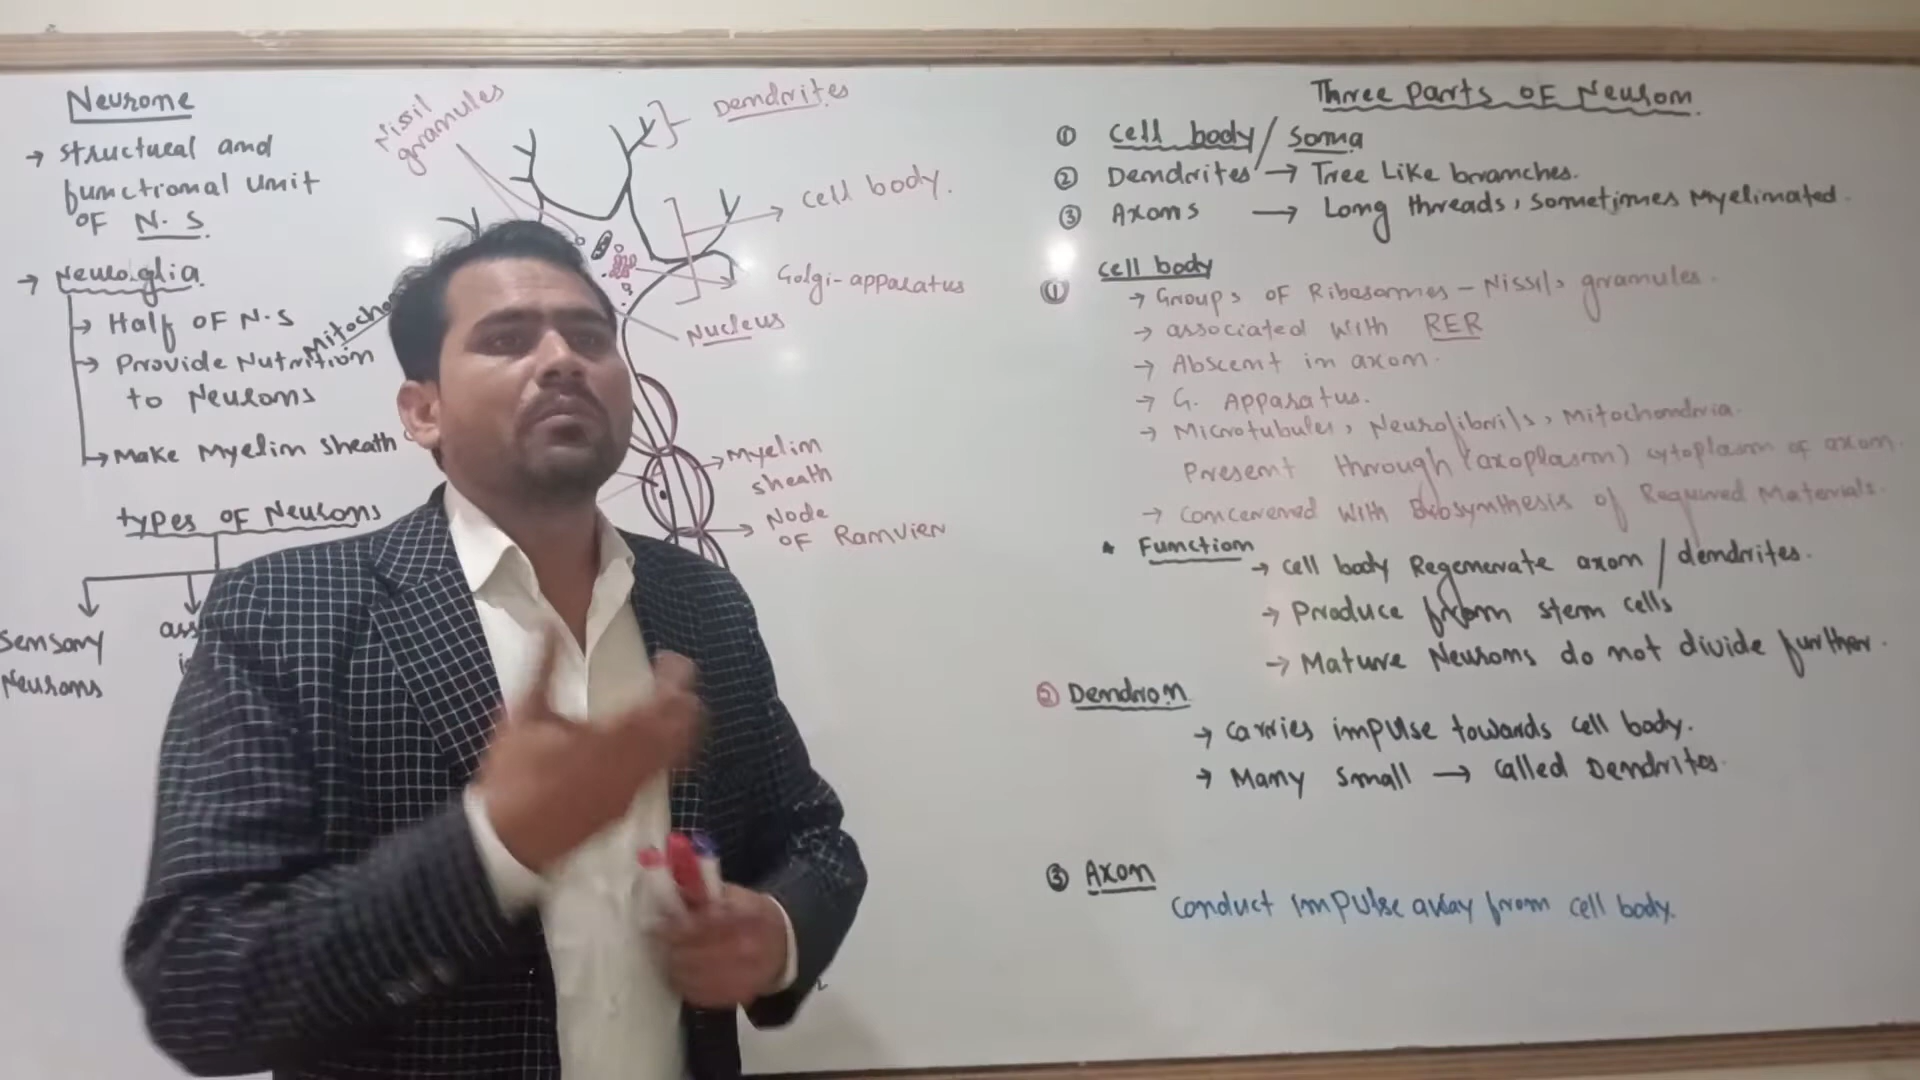 Neurone
→ structural and
functional unit
OF N.S.
→ Neuroglia
→ Half OF N.S
→ Provide Nutrition
to Neurons
→ Make Myelin sheath
types OF Neurons
Sensory
Neurons
Nissil
granules
Dendrites
Cell body.
Golgi-apparatus
Nucleus
Myelin
sheath
Node
OF Ranvier
Three Parts OF Neuron
① Cell body / Soma
② Dendrites → Tree Like branches.
③ Axons → Long threads, sometimes Myelinated.
① Cell body
→ Groups OF Ribosomes - Nissils granules.
→ associated with RER
→ Abscent in axon.
→ G. Apparatus.
→ Microtubules, Neurofibrils, Mitochondria.
Present through (axoplasm) cytoplasm of axon.
→ concerened with Biosynthesis of Required Materials.
* Function
→ cell body Regenerate axon / dendrites.
→ Produce from stem cells
→ Mature Neurons do not divide further.
② Dendron
→ Carries impulse towards cell body.
→ Many small → called Dendrites.
③ Axon
Conduct impulse away from cell body.